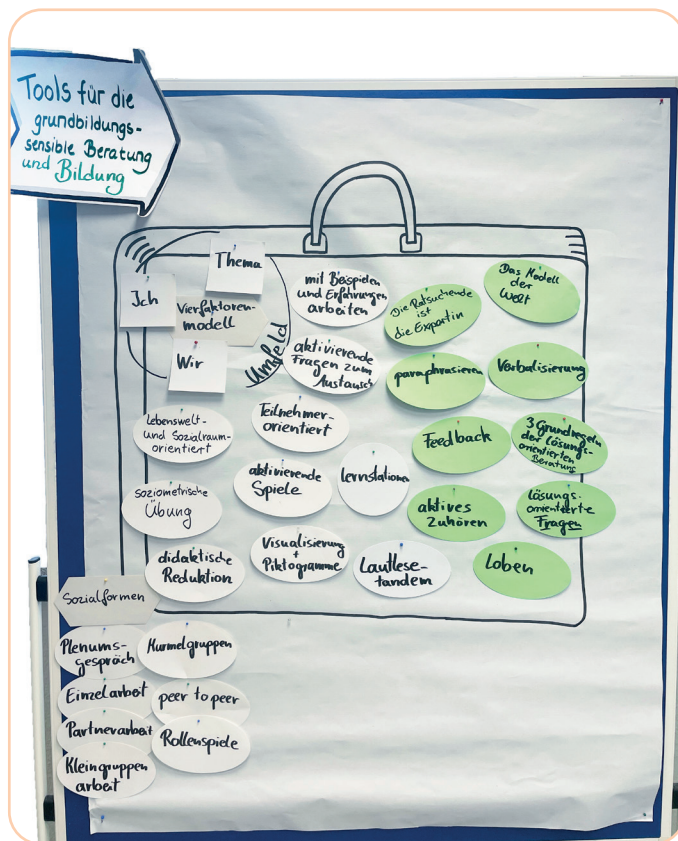 Tools für die
grundbildungs-
sensible Beratung
und Bildung
Thema
Ich
Vierfaktoren-
modell
Wir
Umfeld
mit Beispielen
und Erfahrungen
arbeiten
Die Ratsuchende
ist
die Expertin
Das Modell
der
Welt
aktivierende
Fragen zum
Austausch
paraphrasieren
Verbalisierung
Lebenswelt-
und Sozialraum-
orientiert
Teilnehmer-
orientiert
Feedback
3 Grundregeln
der lösungs-
orientierten
Beratung
soziometrische
Übung
aktivierende
Spiele
Lernstationen
aktives
Zuhören
lösungs-
orientierte
Fragen
didaktische
Reduktion
Visualisierung
+
Piktogramme
Lautlese-
tandem
Loben
Sozialformen
Plenums-
gespräch
Murmelgruppen
Einzelarbeit
peer to peer
Partnerarbeit
Rollenspiele
Kleingruppen
arbeit